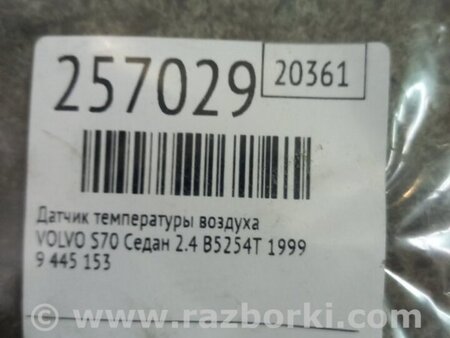 257029
20361
Датчик температуры воздуха
VOLVO S70 Седан 2.4 B5254T 1999
9 445 153
www.razborki.com